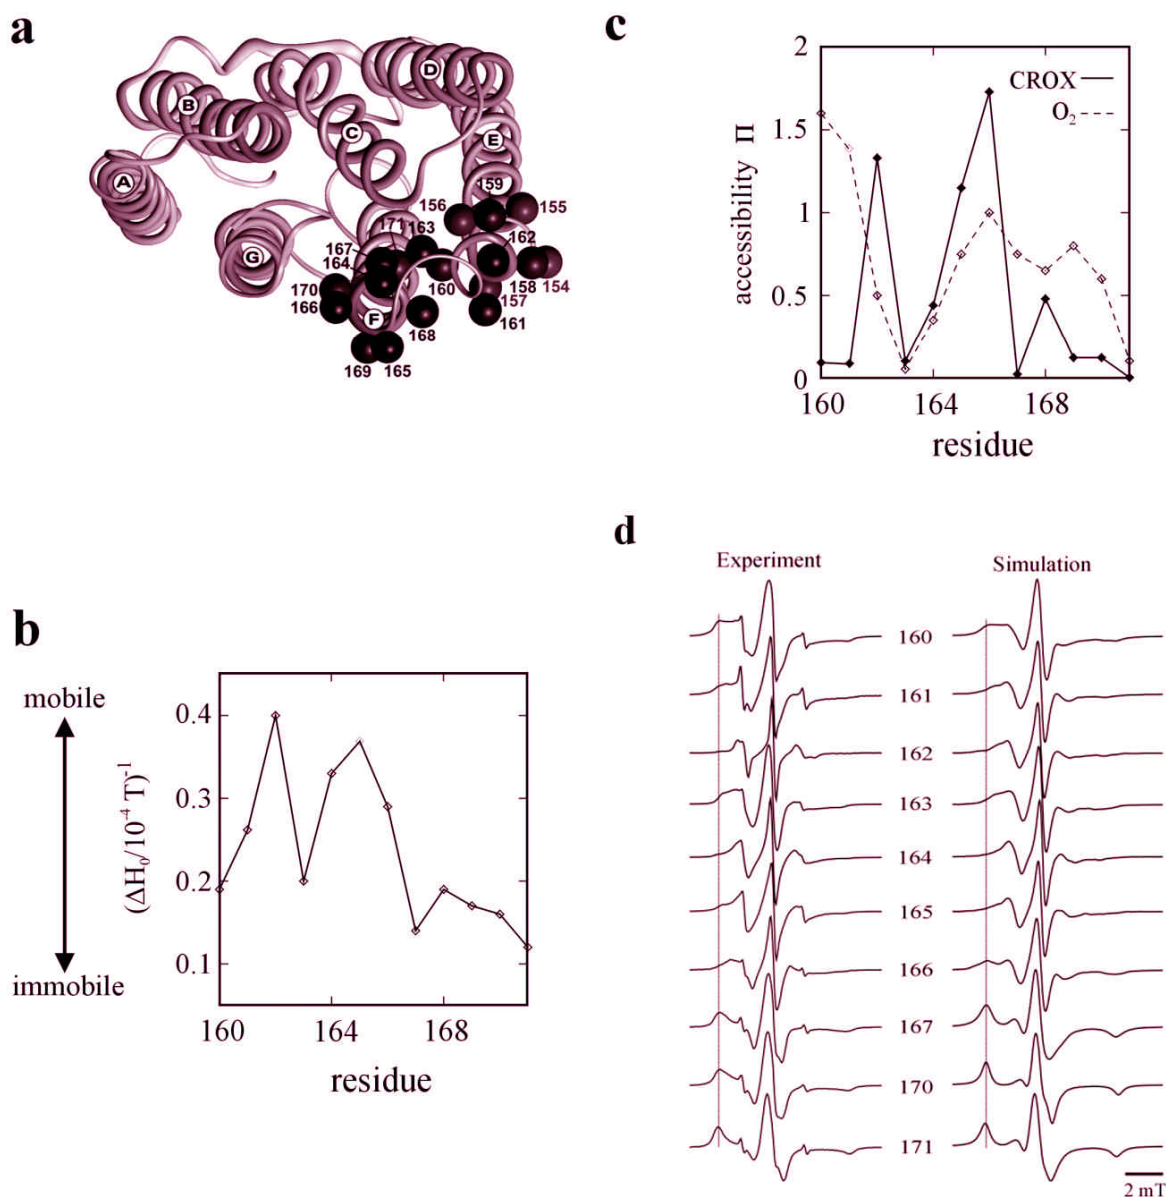 a
A
B
C
D
E
F
G
159
156
155
171
163
162
167
164
170
160
158
154
166
157
168
161
169
165
c
2
1.5
1
0.5
0
accessibility Π
CROX
O₂
160
164
168
residue
b
mobile
immobile
(ΔH₀/10⁻⁴ T)⁻¹
0.4
0.3
0.2
0.1
160
164
168
residue
d
Experiment
Simulation
160
161
162
163
164
165
166
167
170
171
2 mT